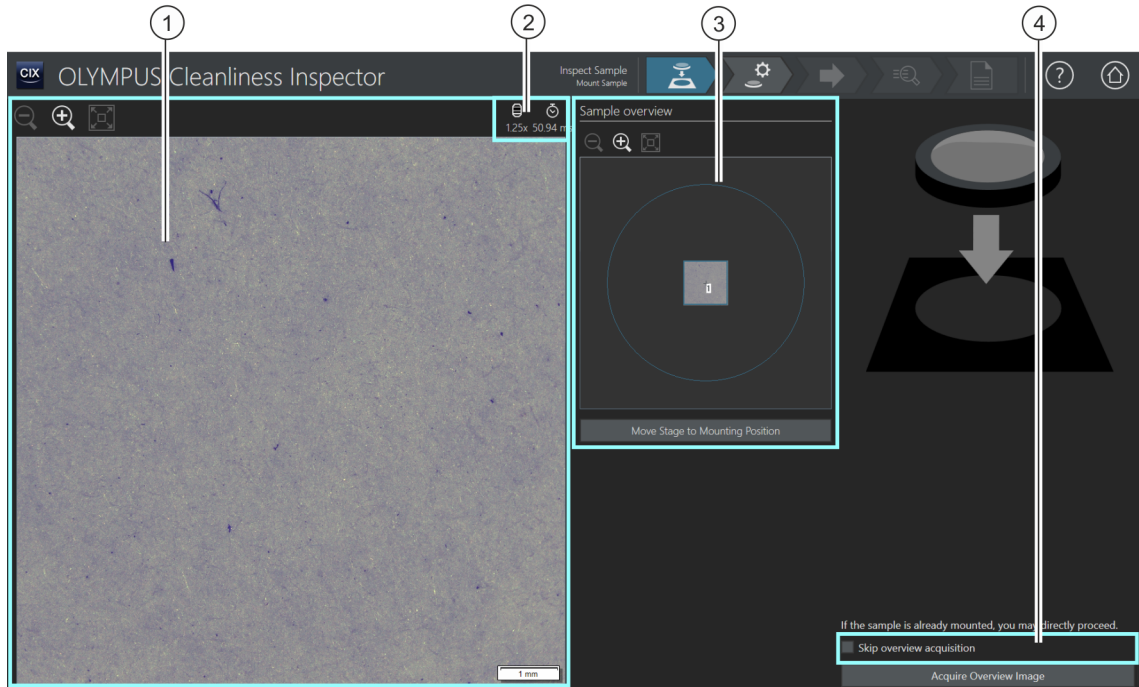 1
2
3
4
CIX
OLYMPUS Cleanliness Inspector
Inspect Sample
Mount Sample
?
1.25x 50.94 ms
Sample overview
1
Move Stage to Mounting Position
1 mm
If the sample is already mounted, you may directly proceed.
Skip overview acquisition
Acquire Overview Image